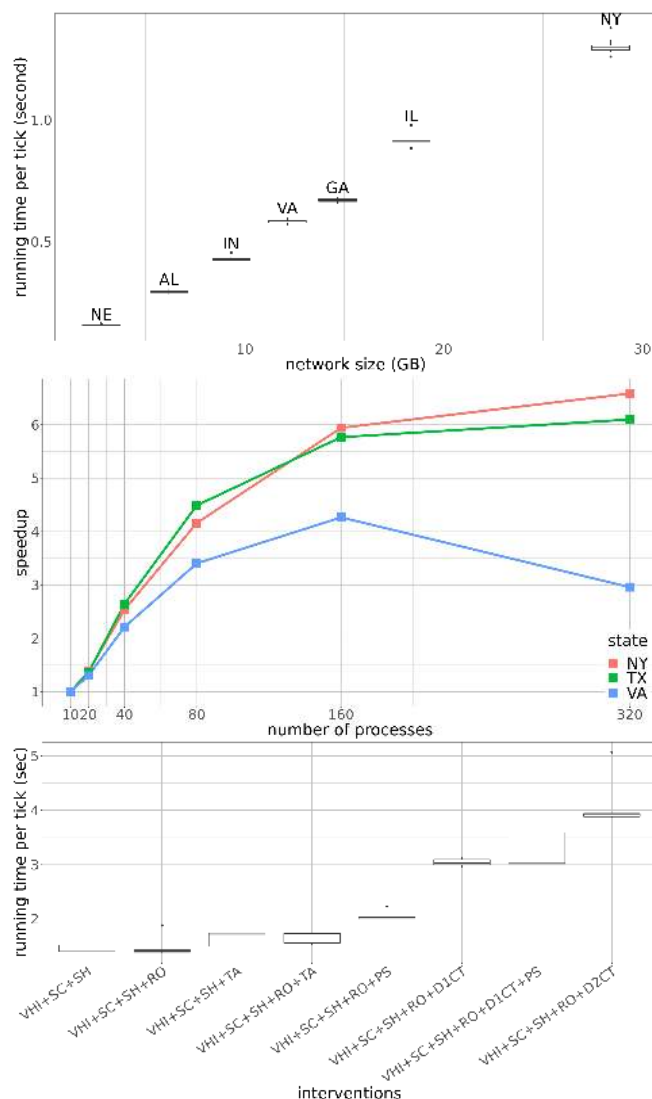 NY
running time per tick (second)
1.0
IL
GA
VA
0.5
IN
AL
NE
10
20
30
network size (GB)
speedup
6
5
4
3
2
1
state
NY
TX
VA
10 20 40 80 160 320
number of processes
running time per tick (sec)
5
4
3
2
VHI+SC+SH
VHI+SC+SH+RO
VHI+SC+SH+TA
VHI+SC+SH+RO+TA
VHI+SC+SH+RO+PS
VHI+SC+SH+RO+D1CT
VHI+SC+SH+RO+D1CT+PS
VHI+SC+SH+RO+D2CT
interventions